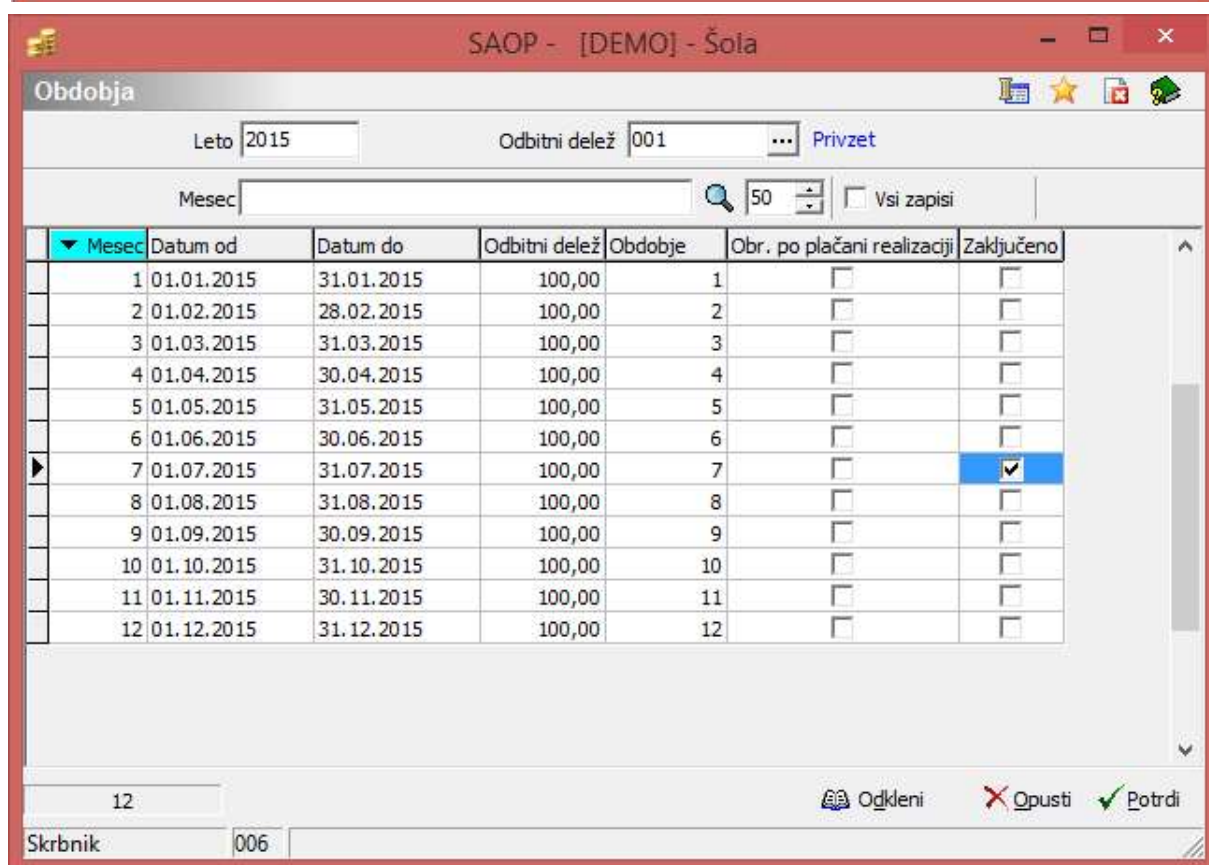 SAOP - [DEMO] - Šola
Obdobja
Leto 2015 Odbitni delež 001 ... Privzet
Mesec 50 Vsi zapisi
Mesec Datum od Datum do Odbitni delež Obdobje Obr. po plačani realizaciji Zaključeno
1 01.01.2015 31.01.2015 100,00 1
2 01.02.2015 28.02.2015 100,00 2
3 01.03.2015 31.03.2015 100,00 3
4 01.04.2015 30.04.2015 100,00 4
5 01.05.2015 31.05.2015 100,00 5
6 01.06.2015 30.06.2015 100,00 6
7 01.07.2015 31.07.2015 100,00 7
8 01.08.2015 31.08.2015 100,00 8
9 01.09.2015 30.09.2015 100,00 9
10 01.10.2015 31.10.2015 100,00 10
11 01.11.2015 30.11.2015 100,00 11
12 01.12.2015 31.12.2015 100,00 12
12 Odkleni Opusti Potrdi
Skrbnik 006